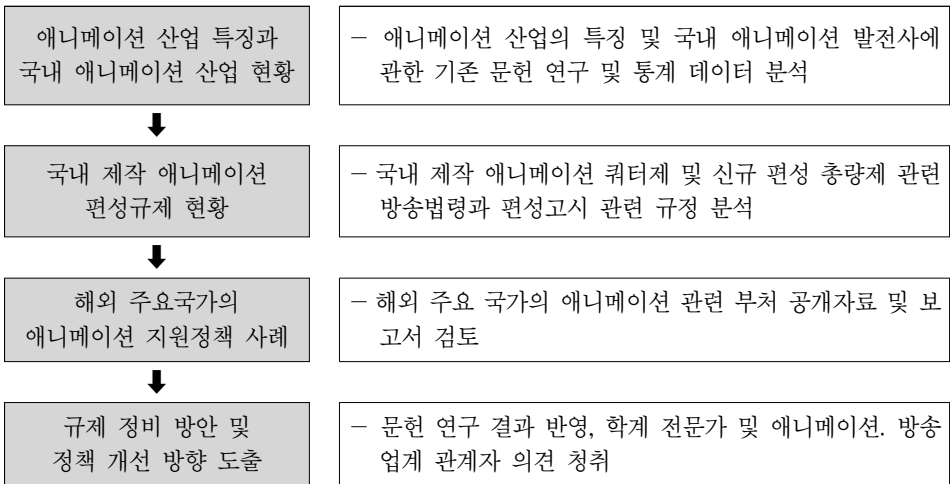 애니메이션 산업 특징과
국내 애니메이션 산업 현황
– 애니메이션 산업의 특징 및 국내 애니메이션 발전사에
관한 기존 문헌 연구 및 통계 데이터 분석
국내 제작 애니메이션
편성규제 현황
– 국내 제작 애니메이션 쿼터제 및 신규 편성 총량제 관련
방송법령과 편성고시 관련 규정 분석
해외 주요국가의
애니메이션 지원정책 사례
– 해외 주요 국가의 애니메이션 관련 부처 공개자료 및 보
고서 검토
규제 정비 방안 및
정책 개선 방향 도출
– 문헌 연구 결과 반영, 학계 전문가 및 애니메이션. 방송
업계 관계자 의견 청취